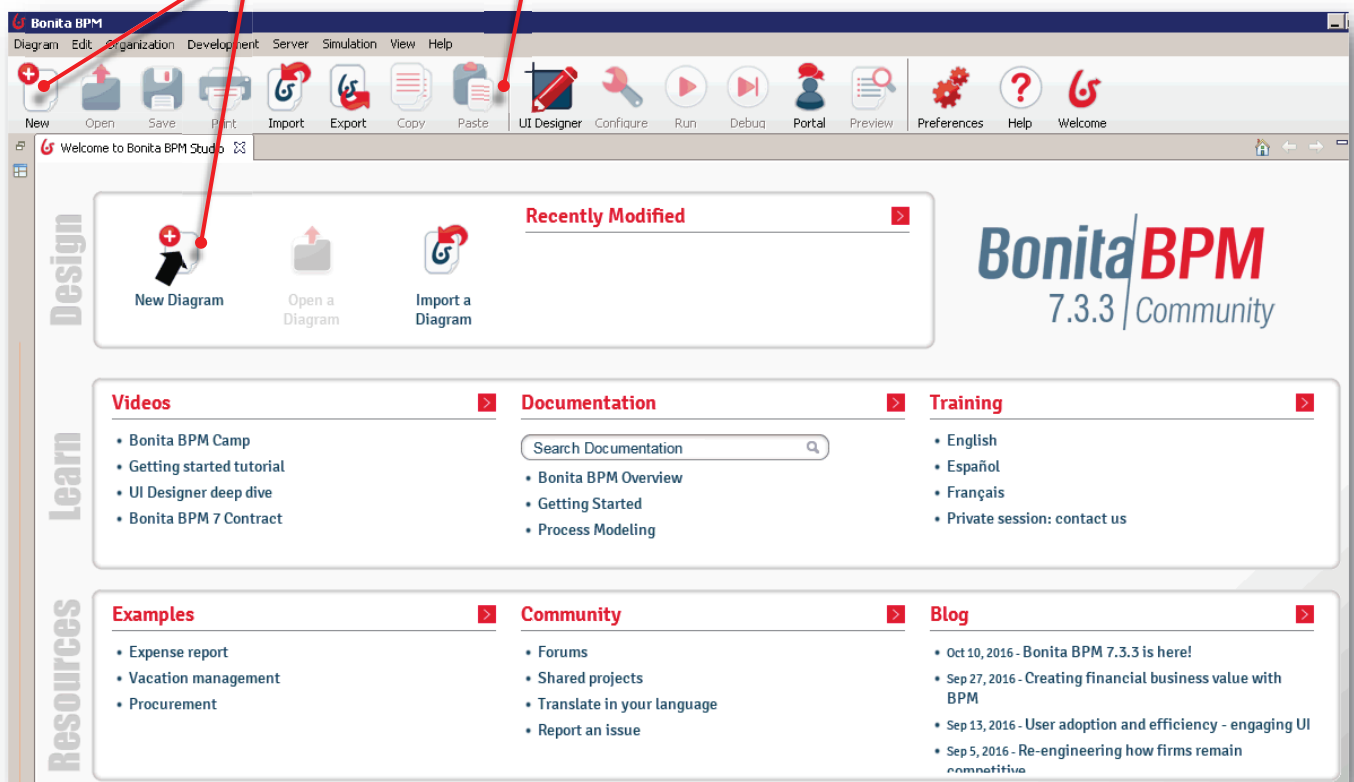 Bonita BPM
Diagram Edit Organization Development Server Simulation View Help
New Open Save Print Import Export Copy Paste UI Designer Configure Run Debug Portal Preview Preferences Help Welcome
Welcome to Bonita BPM Studio
Design
New Diagram
Open a
Diagram
Import a
Diagram
Recently Modified
Bonita BPM
7.3.3 Community
Learn
Videos
• Bonita BPM Camp
• Getting started tutorial
• UI Designer deep dive
• Bonita BPM 7 Contract
Documentation
Search Documentation
• Bonita BPM Overview
• Getting Started
• Process Modeling
Training
• English
• Español
• Français
• Private session: contact us
Resources
Examples
• Expense report
• Vacation management
• Procurement
Community
• Forums
• Shared projects
• Translate in your language
• Report an issue
Blog
• Oct 10, 2016 - Bonita BPM 7.3.3 is here!
• Sep 27, 2016 - Creating financial business value with
BPM
• Sep 13, 2016 - User adoption and efficiency - engaging UI
• Sep 5, 2016 - Re-engineering how firms remain
competitive